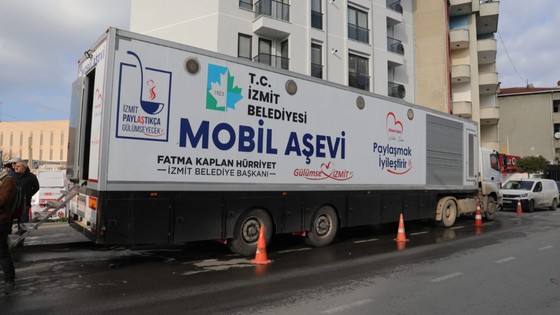 İZMİT
PAYLAŞTIKÇA
GÜLÜMSEYECEK
1923
T.C.
İZMİT
BELEDİYESİ
MOBİL AŞEVİ
FATMA KAPLAN HÜRRİYET
İZMİT BELEDİYE BAŞKANI
Gülümse İZMİT
Paylaşmak
İyileştirir